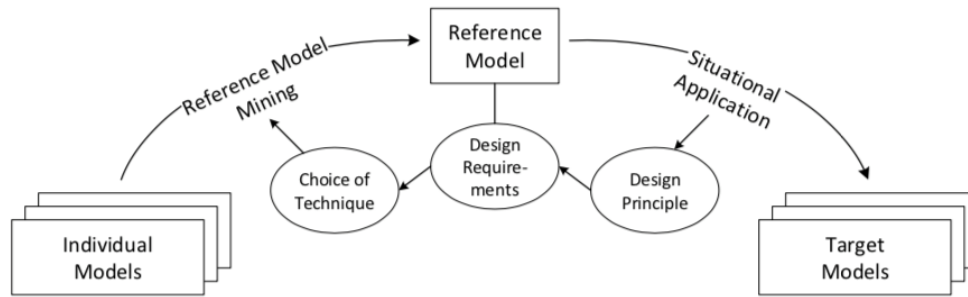 Reference
Model
Reference Model
Mining
Situational
Application
Design
Require-
ments
Choice of
Technique
Design
Principle
Individual
Models
Target
Models